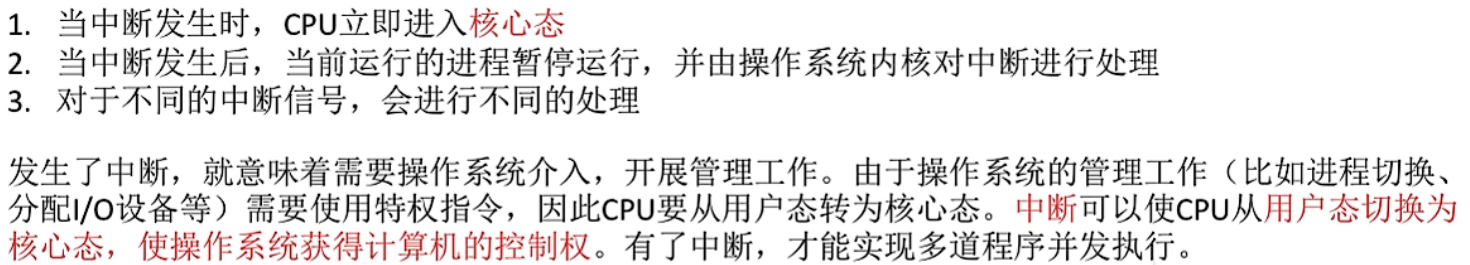 1. 当中断发生时，CPU立即进入核心态
2. 当中断发生后，当前运行的进程暂停运行，并由操作系统内核对中断进行处理
3. 对于不同的中断信号，会进行不同的处理
发生了中断，就意味着需要操作系统介入，开展管理工作。由于操作系统的管理工作（比如进程切换、
分配I/O设备等）需要使用特权指令，因此CPU要从用户态转为核心态。中断可以使CPU从用户态切换为
核心态，使操作系统获得计算机的控制权。有了中断，才能实现多道程序并发执行。